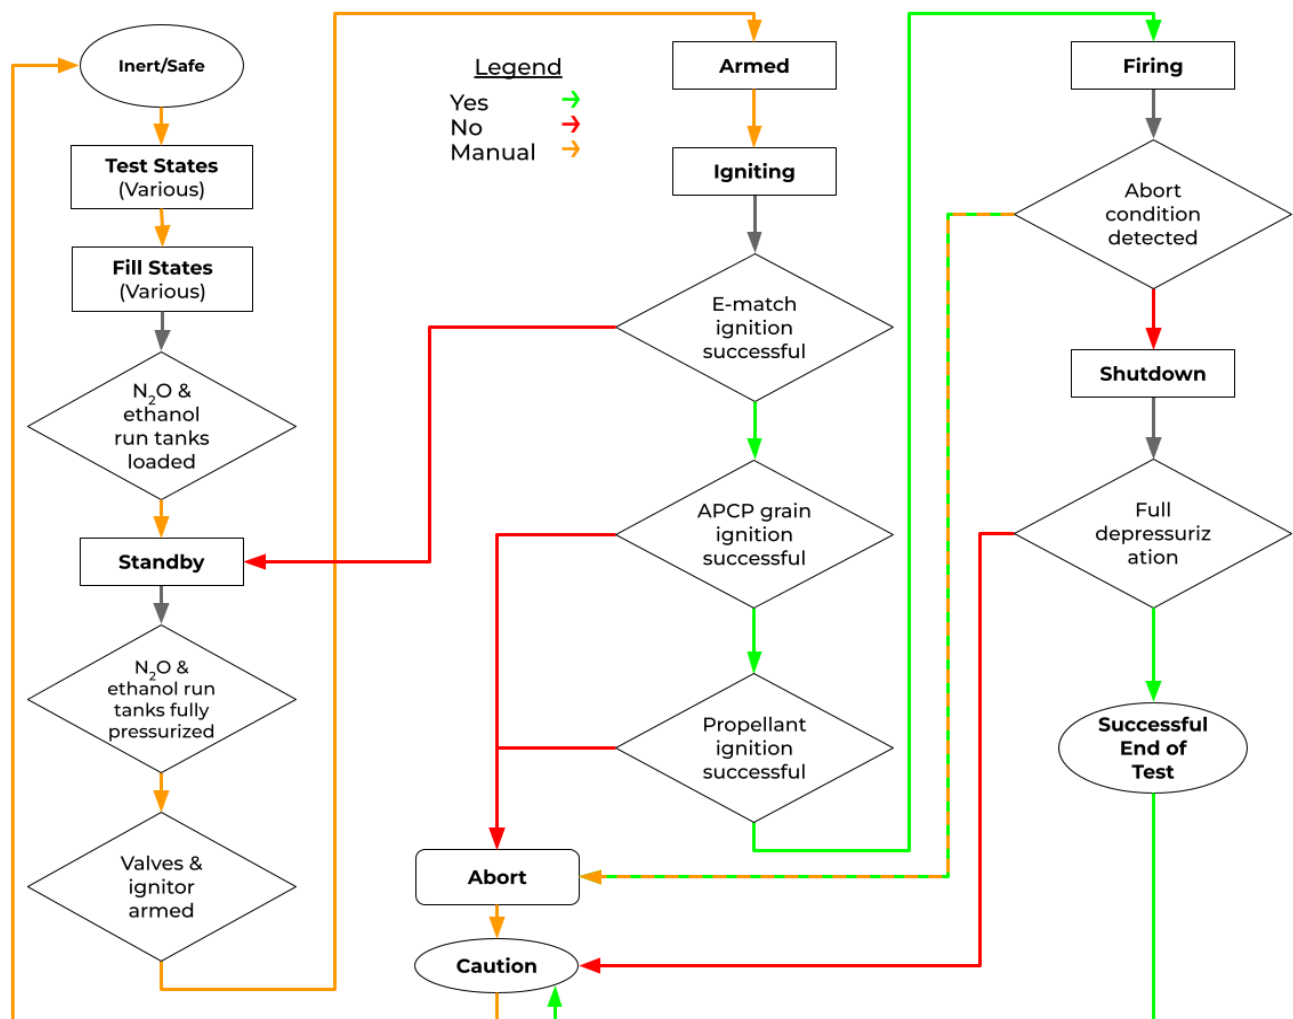 Inert/Safe
Test States
(Various)
Fill States
(Various)
N₂O &
ethanol
run tanks
loaded
Standby
N₂O &
ethanol run
tanks fully
pressurized
Valves &
ignitor
armed
Legend
Yes
No
Manual
Armed
Igniting
E-match
ignition
successful
APCP grain
ignition
successful
Propellant
ignition
successful
Abort
Caution
Firing
Abort
condition
detected
Shutdown
Full
depressuriz
ation
Successful
End of
Test